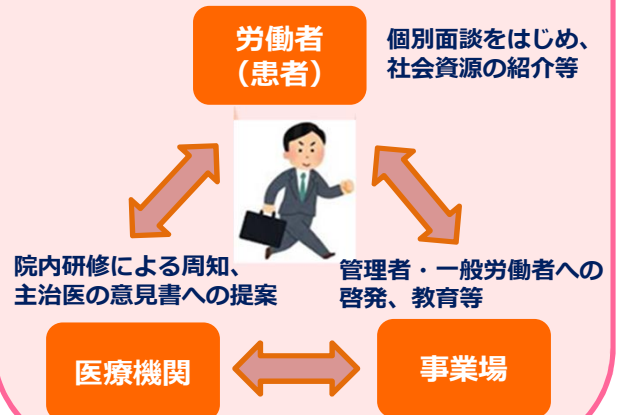 労働者
（患者）
個別面談をはじめ、
社会資源の紹介等
院内研修による周知、
主治医の意見書への提案
管理者・一般労働者への
啓発、教育等
医療機関
事業場